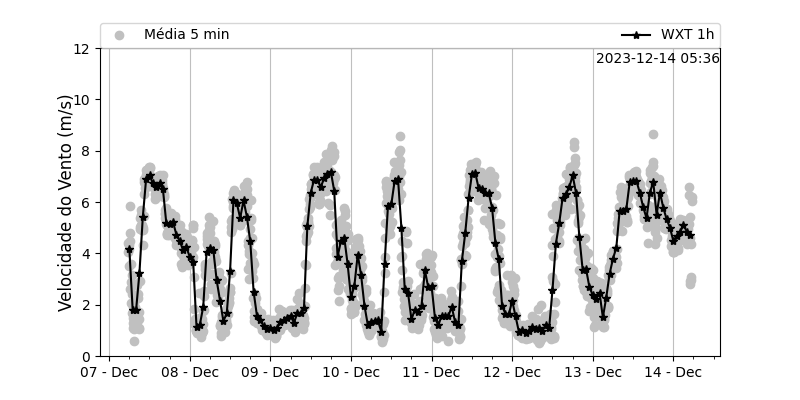 Média 5 min
WXT 1h
2023-12-14 05:36
Velocidade do Vento (m/s)
12
10
8
6
4
2
0
07 - Dec
08 - Dec
09 - Dec
10 - Dec
11 - Dec
12 - Dec
13 - Dec
14 - Dec